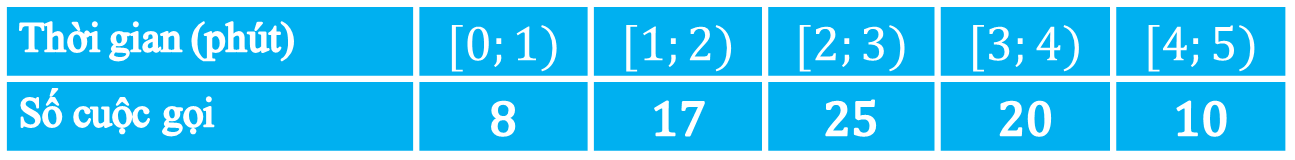 Thời gian (phút) [0; 1) [1; 2) [2; 3) [3; 4) [4; 5)
Số cuộc gọi 8 17 25 20 10